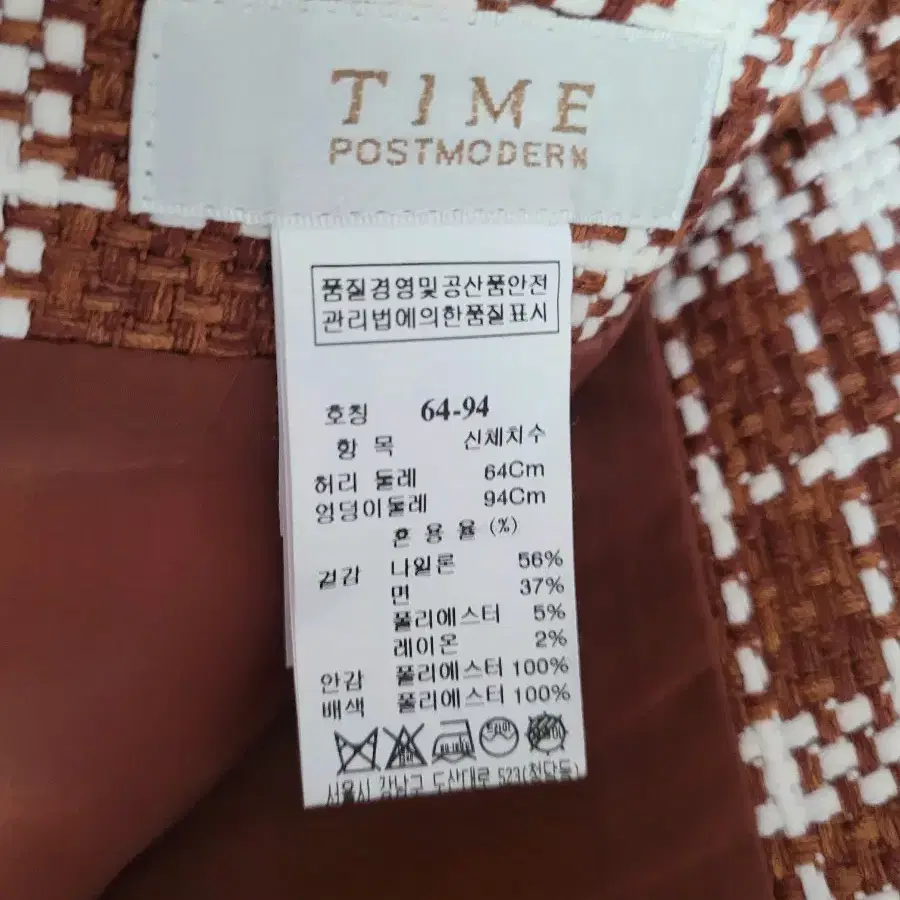 TIME
POSTMODERN
품질경영및공산품안전
관리법에의한품질표시
호칭 64-94
항 목 신체치수
허리 둘레 64Cm
엉덩이둘레 94Cm
혼 용 율 (%)
겉감 나일론 56%
면 37%
폴리에스터 5%
레이온 2%
안감 폴리에스터 100%
배색 폴리에스터 100%
드라이
서울시 강남구 도산대로 523(청담동)